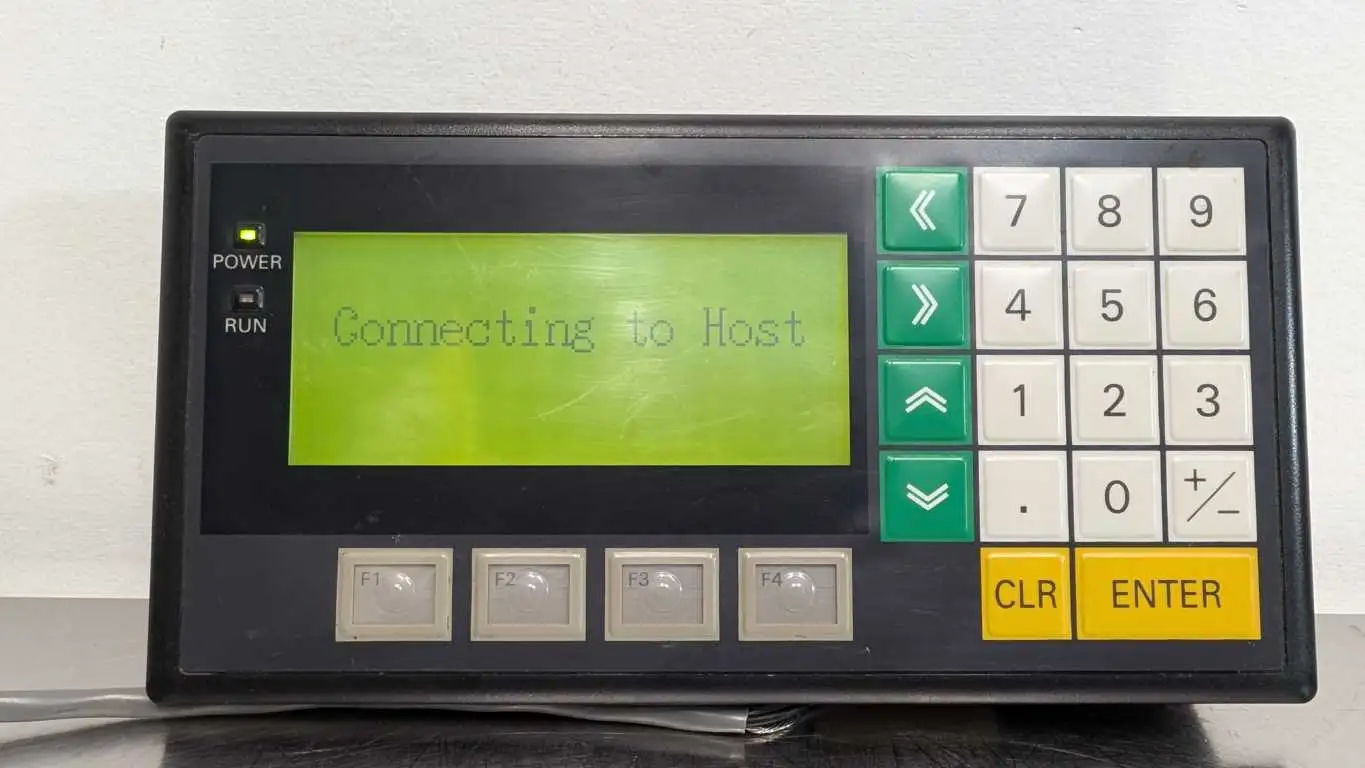 POWER
RUN
Connecting to Host
7 8 9
4 5 6
1 2 3
. 0 +/-
F1 F2 F3 F4
CLR ENTER